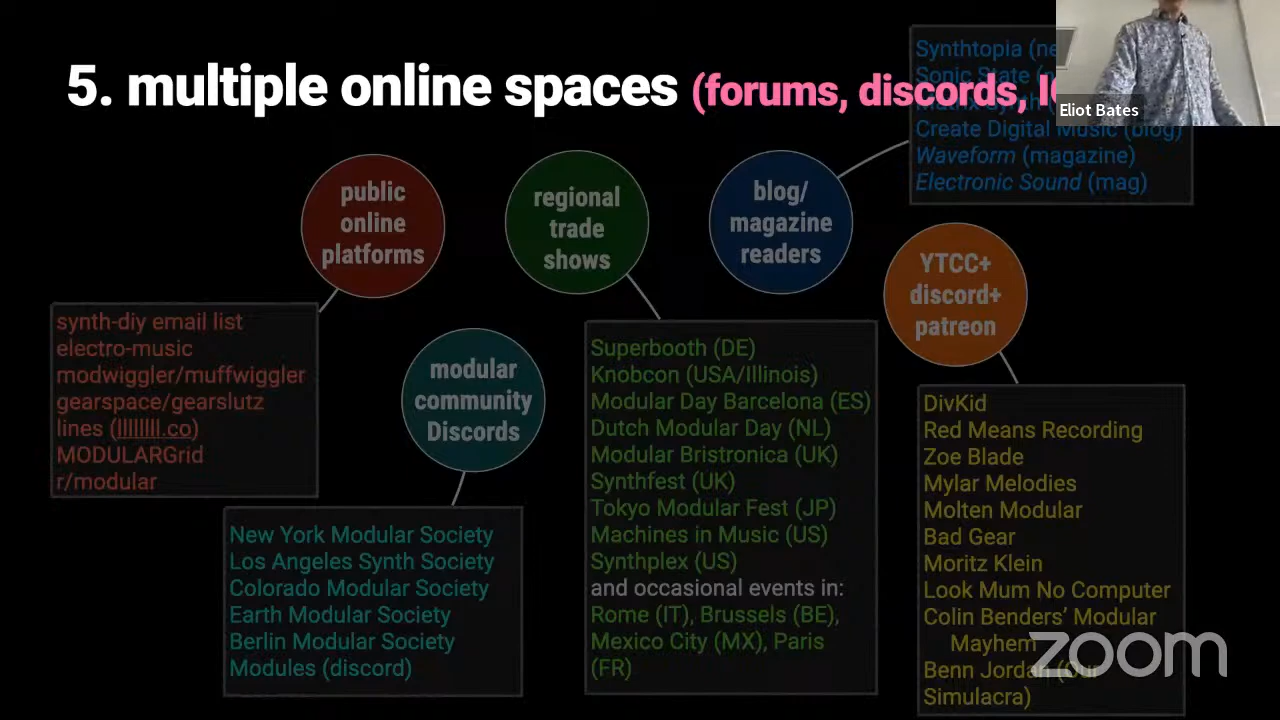 5. multiple online spaces (forums, discords,
Eliot Bates
public
online
platforms
synth-diy email list
electro-music
modwiggler/muffwiggler
gearspace/gearslutz
lines (llllllll.co)
MODULARGrid
r/modular
modular
community
Discords
New York Modular Society
Los Angeles Synth Society
Colorado Modular Society
Earth Modular Society
Berlin Modular Society
Modules (discord)
regional
trade
shows
Superbooth (DE)
Knobcon (USA/Illinois)
Modular Day Barcelona (ES)
Dutch Modular Day (NL)
Modular Bristronica (UK)
Synthfest (UK)
Tokyo Modular Fest (JP)
Machines in Music (US)
Synthplex (US)
and occasional events in:
Rome (IT), Brussels (BE),
Mexico City (MX), Paris
(FR)
blog/
magazine
readers
Synthtopia
Sonic State
Matrix Synth
Create Digital Music (blog)
Waveform (magazine)
Electronic Sound (mag)
YTCC+
discord+
patreon
DivKid
Red Means Recording
Zoe Blade
Mylar Melodies
Molten Modular
Bad Gear
Moritz Klein
Look Mum No Computer
Colin Benders’ Modular
Mayhem
Benn Jordan (Our
Simulacra)
zoom